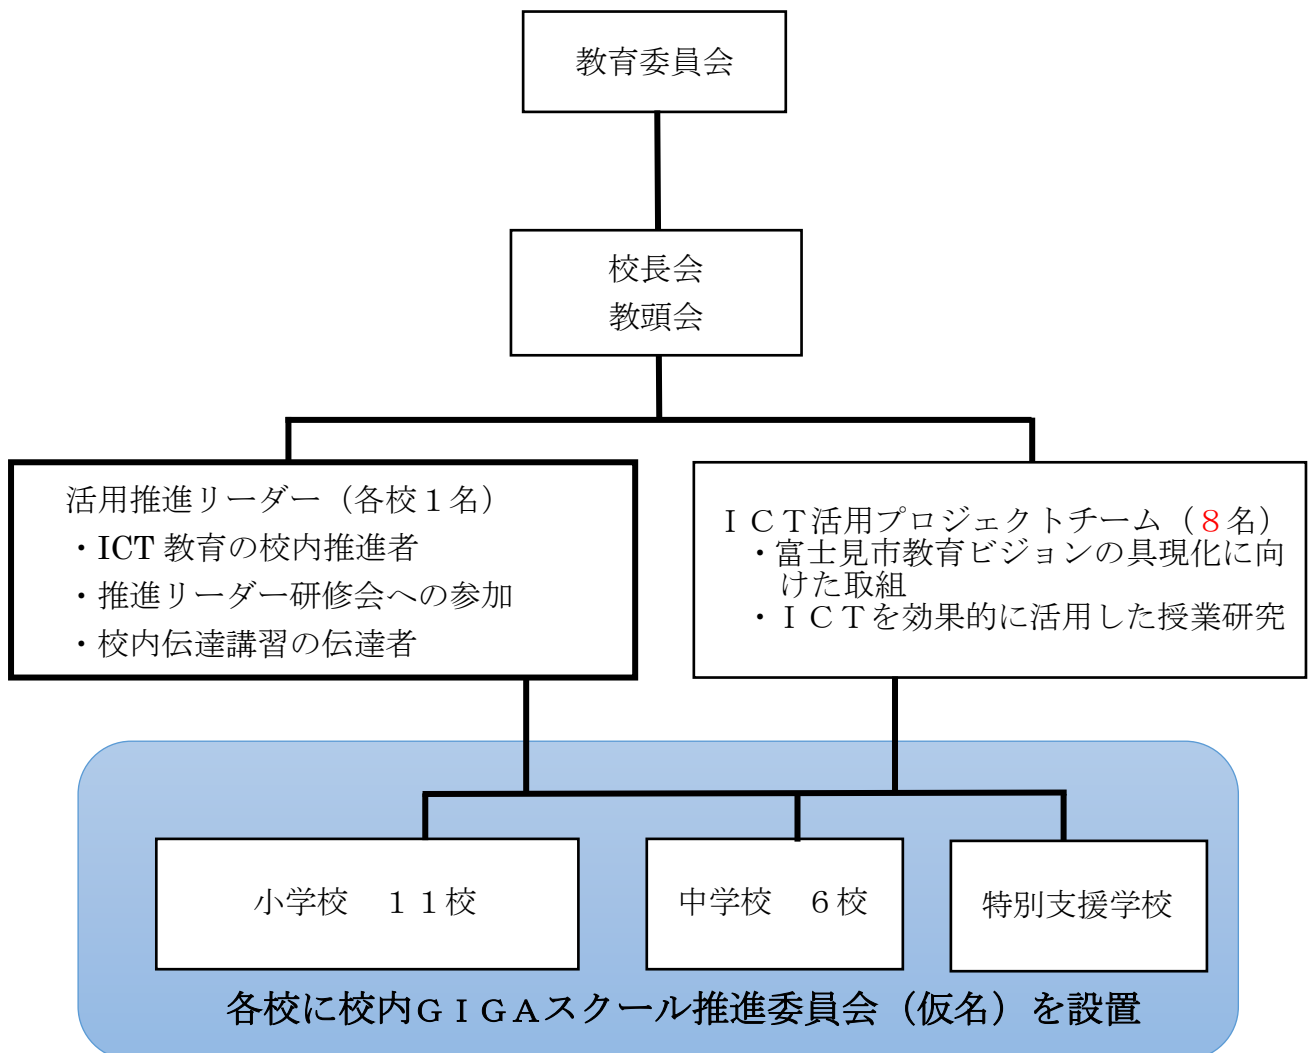 教育委員会
校長会
教頭会
活用推進リーダー（各校１名）
・ICT 教育の校内推進者
・推進リーダー研修会への参加
・校内伝達講習の伝達者
ＩＣＴ活用プロジェクトチーム（８名）
・富士見市教育ビジョンの具現化に向
けた取組
・ＩＣＴを効果的に活用した授業研究
小学校　１１校
中学校　６校
特別支援学校
各校に校内ＧＩＧＡスクール推進委員会（仮名）を設置